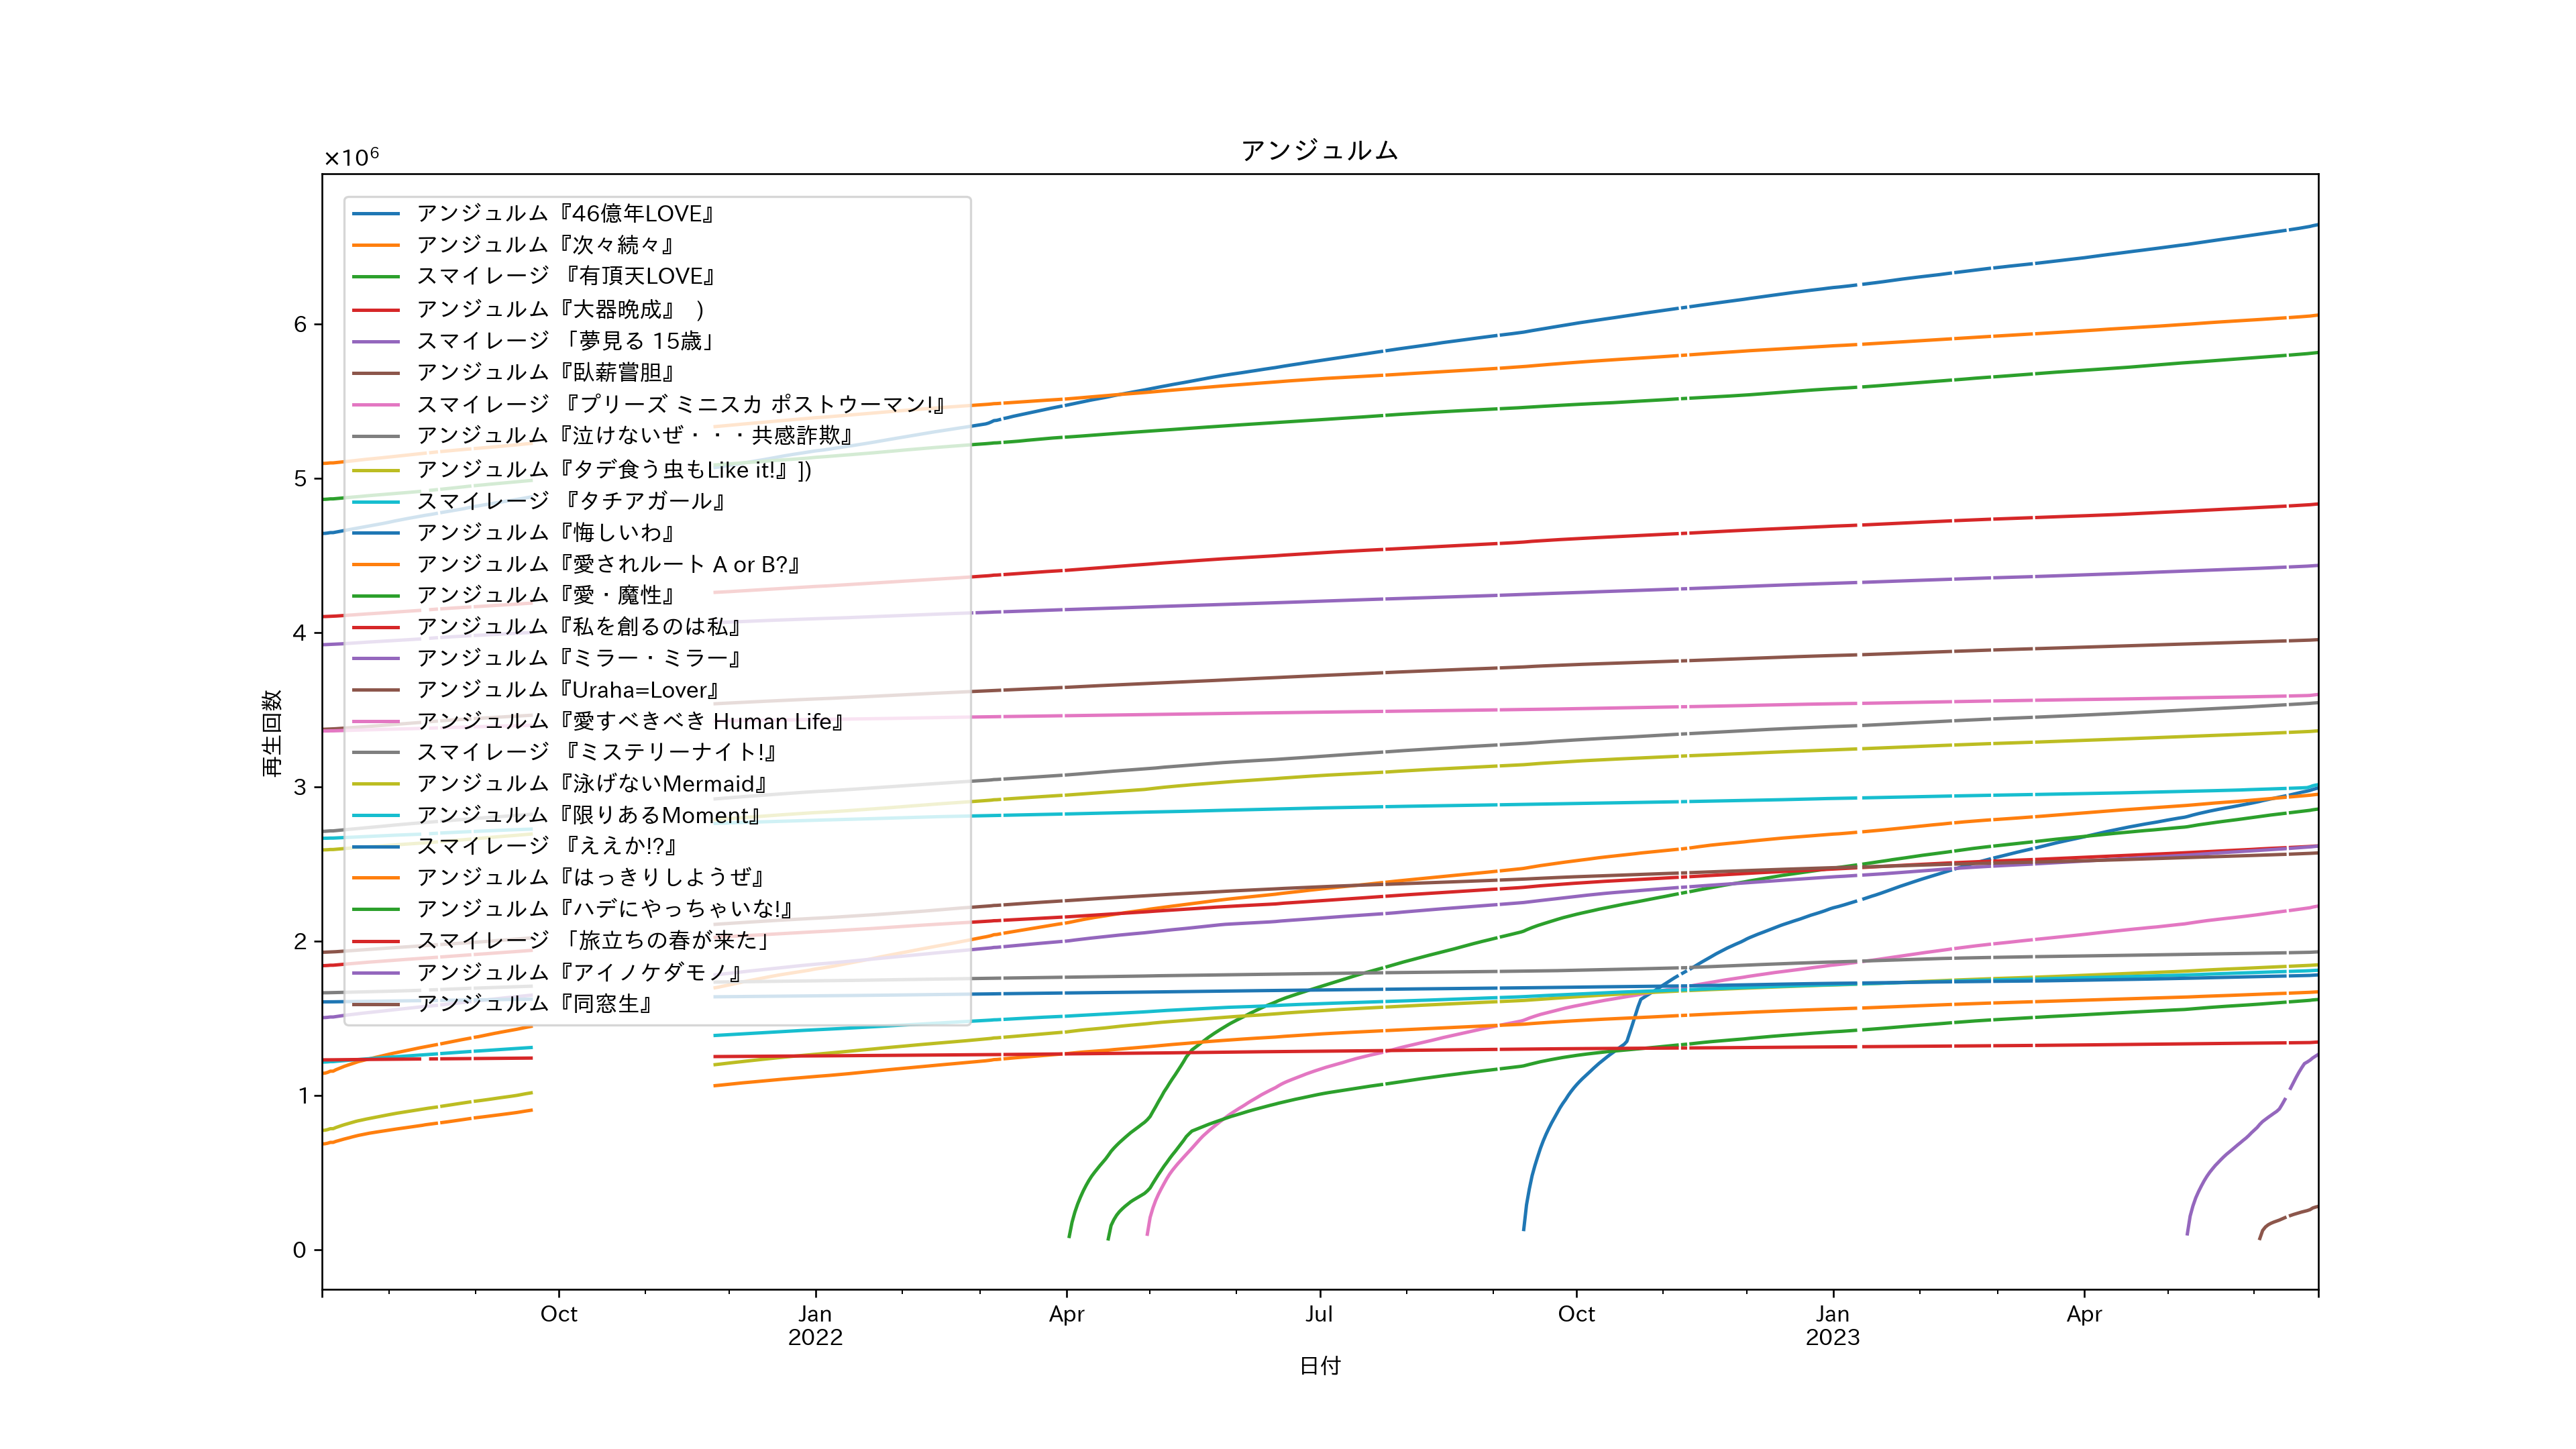 アンジュルム
×10⁶
アンジュルム『46億年LOVE』
アンジュルム『次々続々』
スマイレージ 『有頂天LOVE』
アンジュルム『大器晩成』 )
スマイレージ 「夢見る 15歳」
アンジュルム『臥薪嘗胆』
スマイレージ 『プリーズ ミニスカ ポストウーマン!』
アンジュルム『泣けないぜ・・・共感詐欺』
アンジュルム『タデ食う虫もLike it!』])
スマイレージ 『タチアガール』
アンジュルム『悔しいわ』
アンジュルム『愛されルート A or B?』
アンジュルム『愛・魔性』
アンジュルム『私を創るのは私』
アンジュルム『ミラー・ミラー』
アンジュルム『Uraha=Lover』
アンジュルム『愛すべきべき Human Life』
スマイレージ 『ミステリーナイト!』
アンジュルム『泳げないMermaid』
アンジュルム『限りあるMoment』
スマイレージ 『ええか!?』
アンジュルム『はっきりしようぜ』
アンジュルム『ハデにやっちゃいな!』
スマイレージ 「旅立ちの春が来た」
アンジュルム『アイノケダモノ』
アンジュルム『同窓生』
再生回数
6
5
4
3
2
1
0
Oct
Jan
2022
Apr
Jul
Oct
Jan
2023
Apr
日付